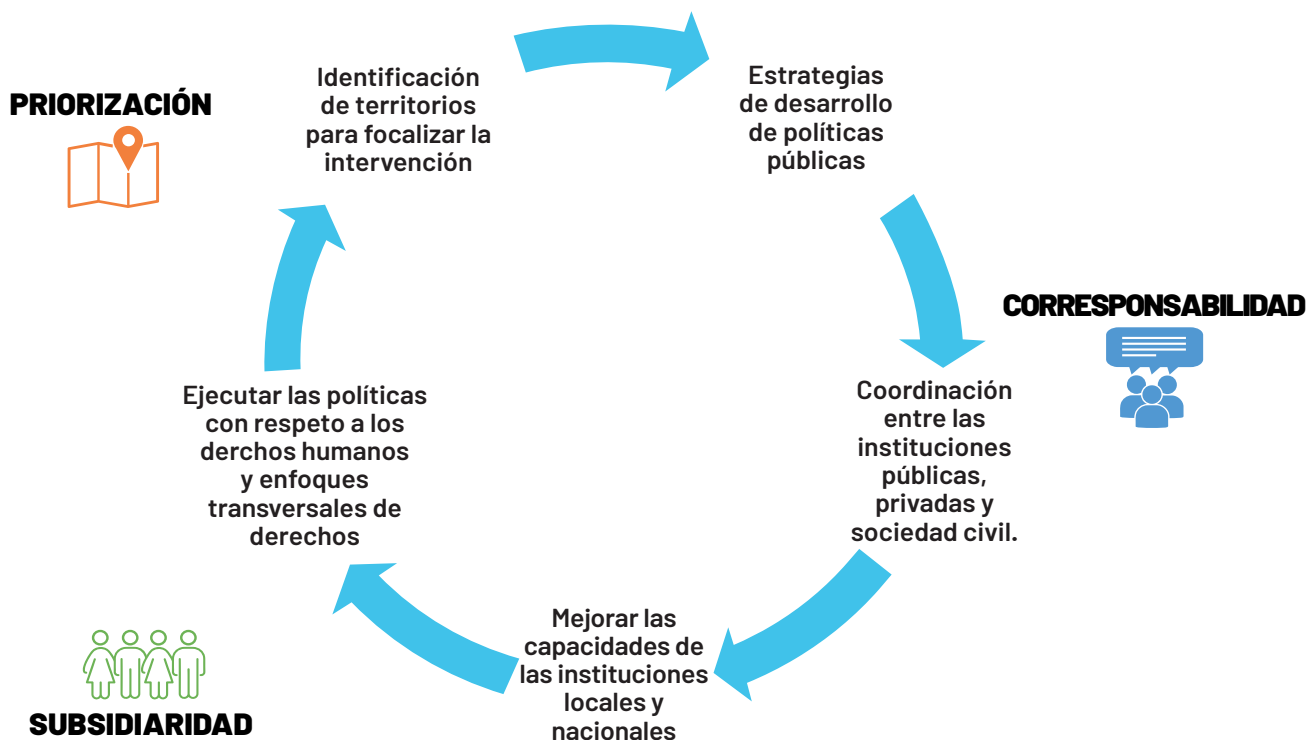 PRIORIZACIÓN
Identificación
de territorios
para focalizar la
intervención
Estrategias
de desarrollo
de políticas
públicas
CORRESPONSABILIDAD
Coordinación
entre las
instituciones
públicas,
privadas y
sociedad civil.
Mejorar las
capacidades de
las instituciones
locales y
nacionales
Ejecutar las políticas
con respeto a los
derchos humanos
y enfoques
transversales de
derechos
SUBSIDIARIDAD